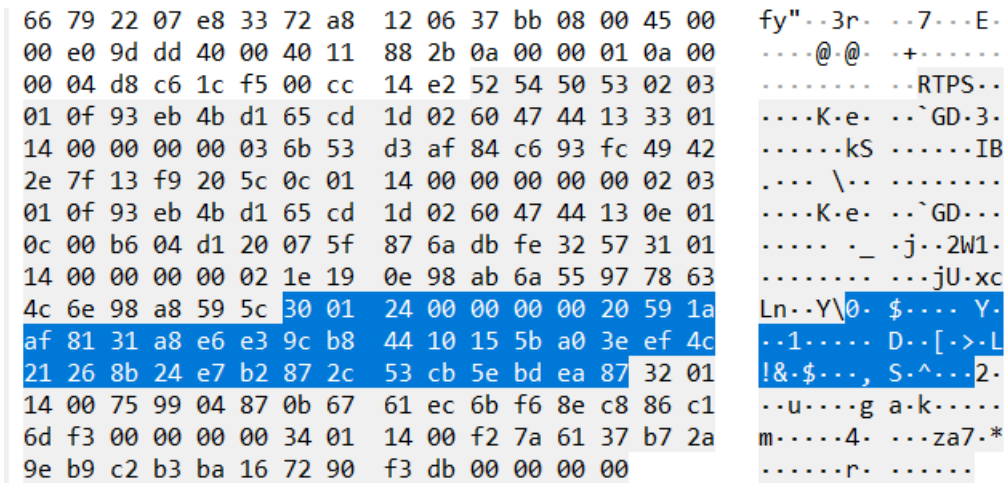 66 79 22 07 e8 33 72 a8 12 06 37 bb 08 00 45 00 fy"··3r· ··7···E·
00 e0 9d dd 40 00 40 11 88 2b 0a 00 00 01 0a 00 ····@·@· ·+······
00 04 d8 c6 1c f5 00 cc 14 e2 52 54 50 53 02 03 ········ ··RTPS··
01 0f 93 eb 4b d1 65 cd 1d 02 60 47 44 13 33 01 ····K·e· ··`GD·3·
14 00 00 00 00 03 6b 53 d3 af 84 c6 93 fc 49 42 ······kS ······IB
2e 7f 13 f9 20 5c 0c 01 14 00 00 00 00 00 02 03 .··· \·· ········
01 0f 93 eb 4b d1 65 cd 1d 02 60 47 44 13 0e 01 ····K·e· ··`GD···
0c 00 b6 04 d1 20 07 5f 87 6a db fe 32 57 31 01 ····· ·_ ·j··2W1·
14 00 00 00 00 02 1e 19 0e 98 ab 6a 55 97 78 63 ········ ···jU·xc
4c 6e 98 a8 59 5c 30 01 24 00 00 00 00 20 59 1a Ln··Y\0· $···· Y·
af 81 31 a8 e6 e3 9c b8 44 10 15 5b a0 3e ef 4c ··1····· D··[·>·L
21 26 8b 24 e7 b2 87 2c 53 cb 5e bd ea 87 32 01 !&·$···, S·^···2·
14 00 75 99 04 87 0b 67 61 ec 6b f6 8e c8 86 c1 ··u····g a·k·····
6d f3 00 00 00 00 34 01 14 00 f2 7a 61 37 b7 2a m·····4· ···za7·*
9e b9 c2 b3 ba 16 72 90 f3 db 00 00 00 00 ······r· ······